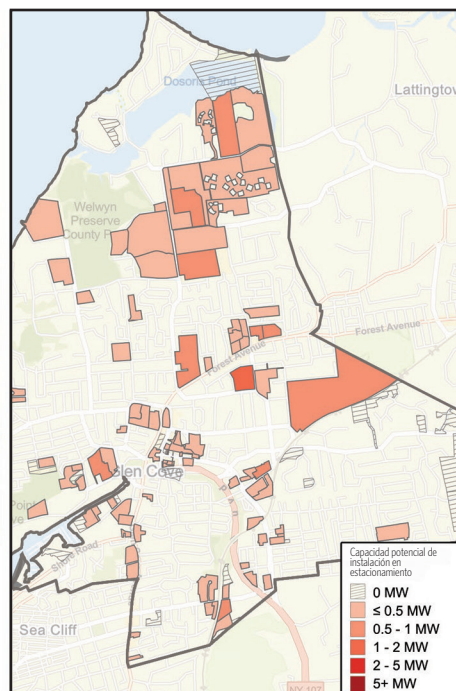 Dosoris Pond
Lattingtow
Welwyn
Preserve
County P
Forest Avenue
Forest Avenue
Glen Cove
Point
Shore Road
Sea Cliff
NY 107
Capacidad potencial de
instalación en
estacionamiento
0 MW
≤ 0.5 MW
0.5 - 1 MW
1 - 2 MW
2 - 5 MW
5+ MW